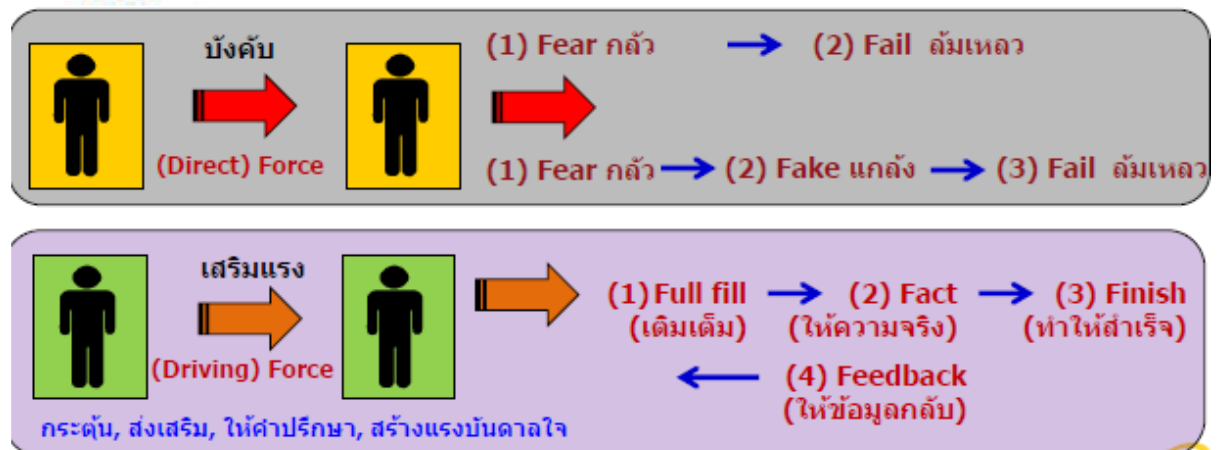 บังคับ
(Direct) Force
(1) Fear กลัว → (2) Fail ล้มเหลว
(1) Fear กลัว → (2) Fake แกล้ง → (3) Fail ล้มเหลว
เสริมแรง
(Driving) Force
(1) Full fill → (2) Fact → (3) Finish
(เติมเต็ม) (ให้ความจริง) (ทำให้สำเร็จ)
← (4) Feedback
(ให้ข้อมูลกลับ)
กระตุ้น, ส่งเสริม, ให้คำปรึกษา, สร้างแรงบันดาลใจ